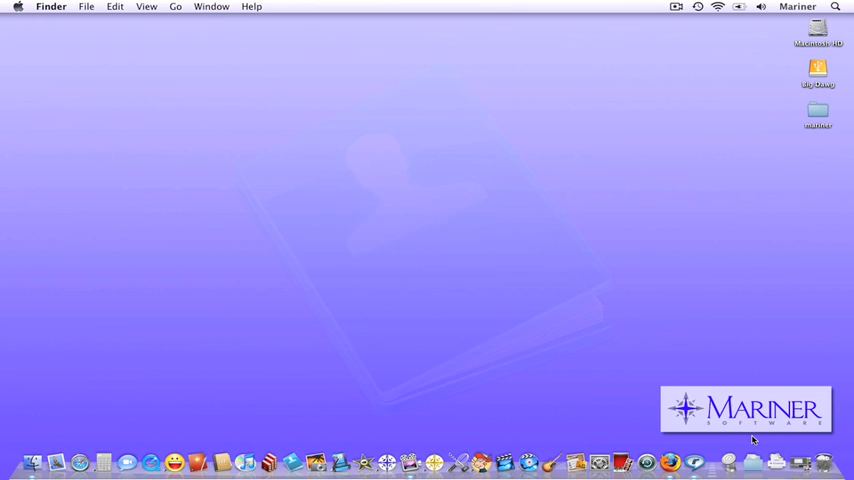 Finder File Edit View Go Window Help Mariner
Macintosh HD
Big Dawg
mariner
MARINER
SOFTWARE